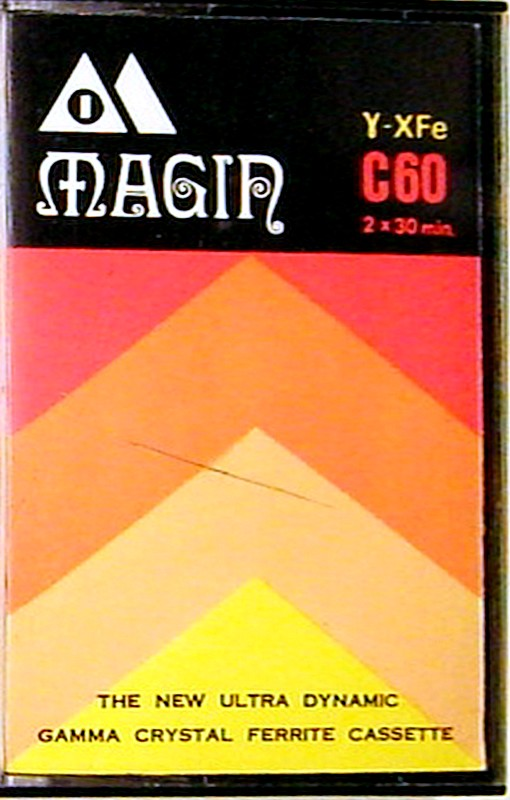 MAGIN
Y-XFe
C60
2 x 30 min.
THE NEW ULTRA DYNAMIC
GAMMA CRYSTAL FERRITE CASSETTE